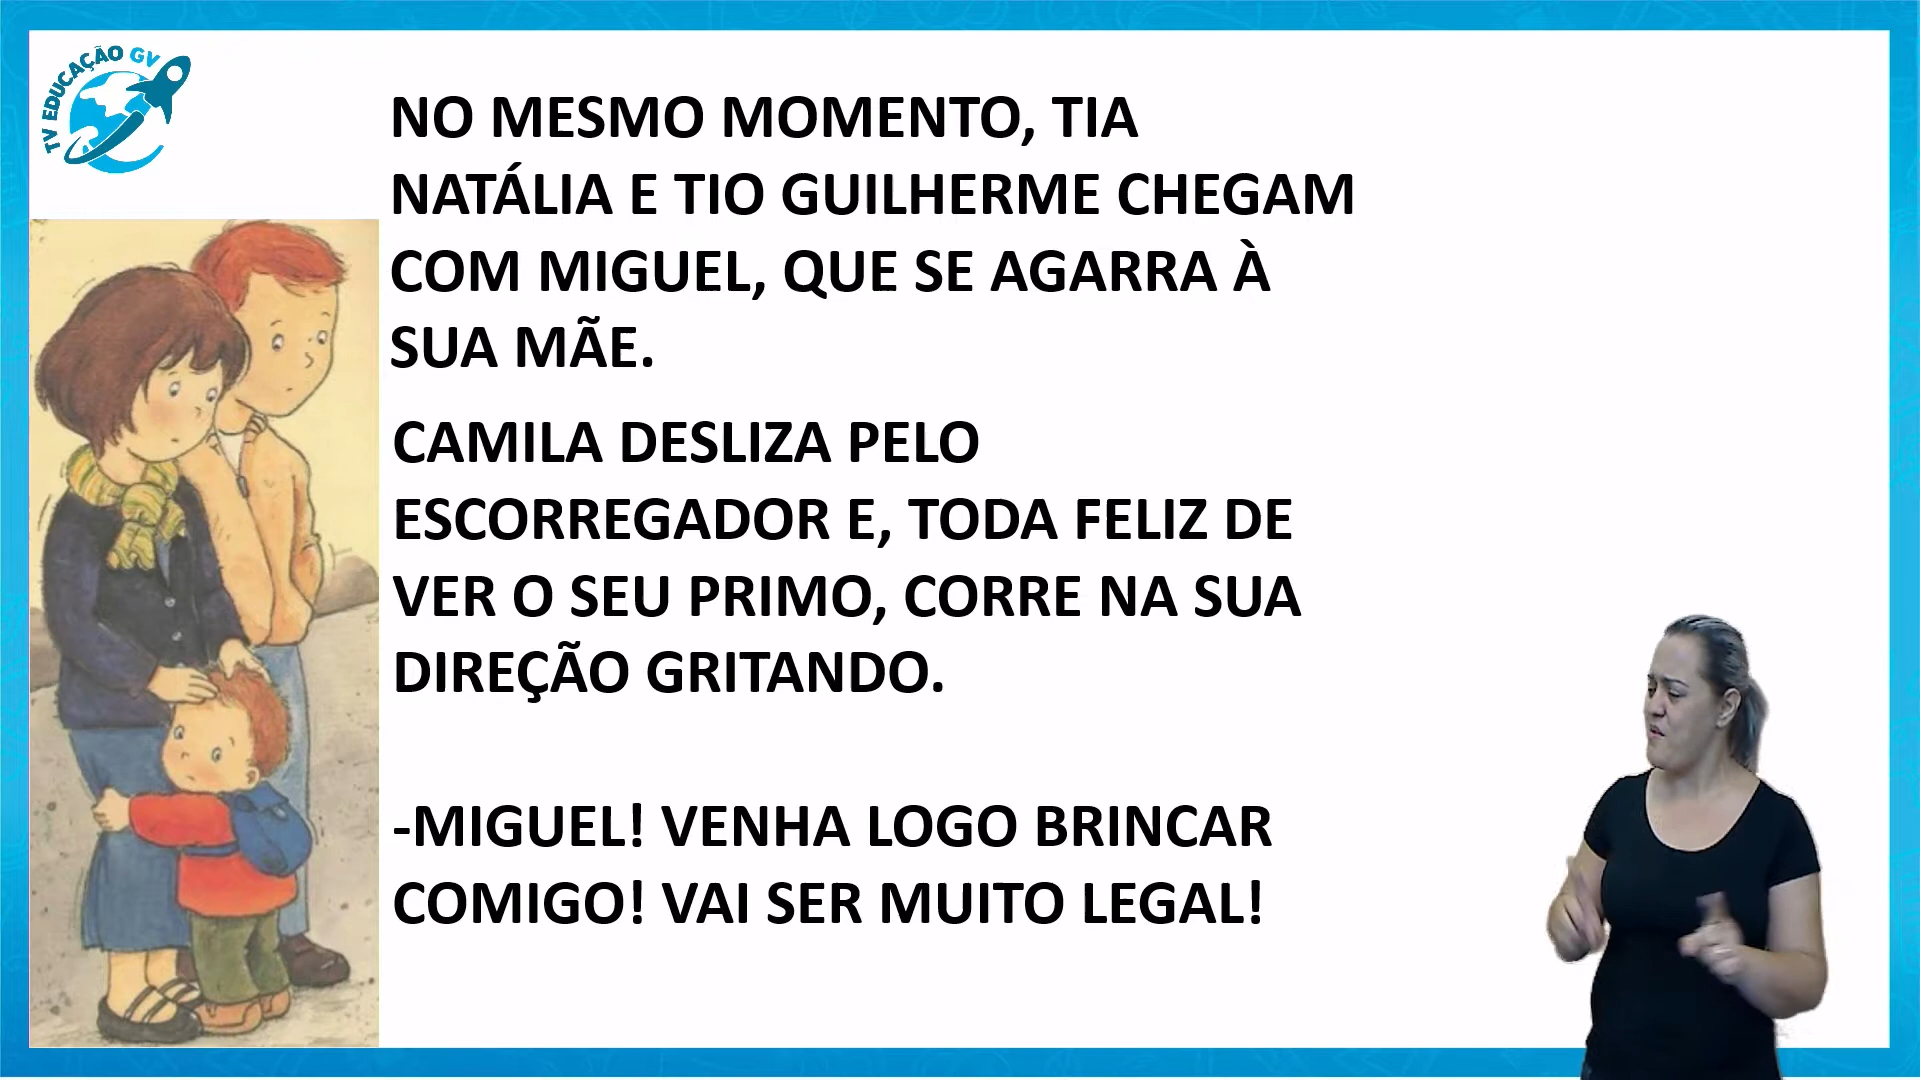 TV EDUCAÇÃO GV
NO MESMO MOMENTO, TIA
NATÁLIA E TIO GUILHERME CHEGAM
COM MIGUEL, QUE SE AGARRA À
SUA MÃE.
CAMILA DESLIZA PELO
ESCORREGADOR E, TODA FELIZ DE
VER O SEU PRIMO, CORRE NA SUA
DIREÇÃO GRITANDO.
-MIGUEL! VENHA LOGO BRINCAR
COMIGO! VAI SER MUITO LEGAL!